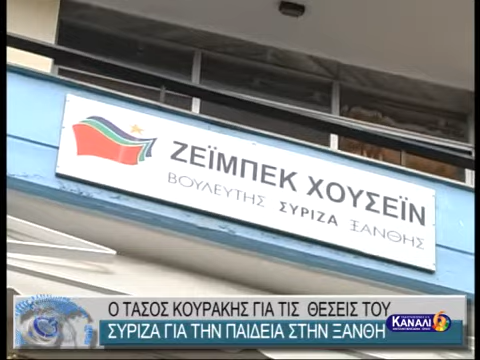 ΖΕΪΜΠΕΚ ΧΟΥΣΕΪΝ
ΒΟΥΛΕΥΤΗΣ ΣΥΡΙΖΑ ΞΑΝΘΗΣ
Ο ΤΑΣΟΣ ΚΟΥΡΑΚΗΣ ΓΙΑ ΤΙΣ ΘΕΣΕΙΣ ΤΟΥ
ΣΥΡΙΖΑ ΓΙΑ ΤΗΝ ΠΑΙΔΕΙΑ ΣΤΗΝ ΞΑΝΘΗ
ΚΑΝΑΛΙ 6